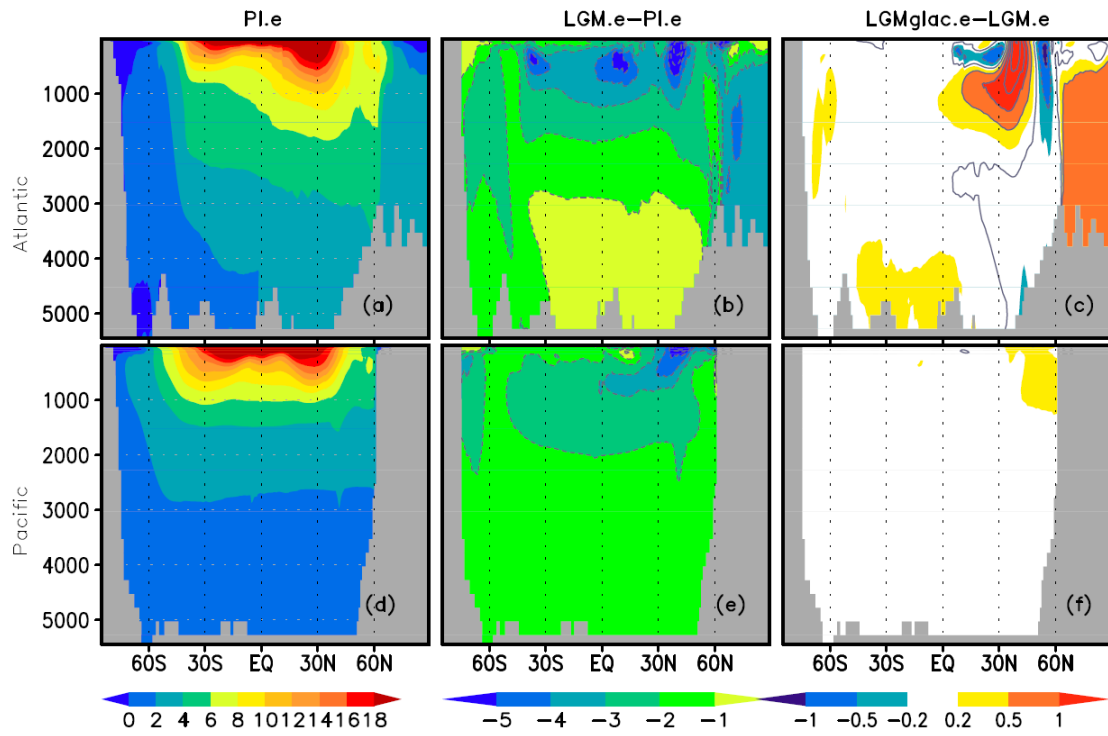 PI.e LGM.e−PI.e LGMglac.e−LGM.e
Atlantic
1000
2000
3000
4000
5000
(a) (b) (c)
Pacific
1000
2000
3000
4000
5000
(d) (e) (f)
60S 30S EQ 30N 60N 60S 30S EQ 30N 60N 60S 30S EQ 30N 60N
0 2 4 6 8 10 12 14 16 18 −5 −4 −3 −2 −1 −1 −0.5 −0.2 0.2 0.5 1